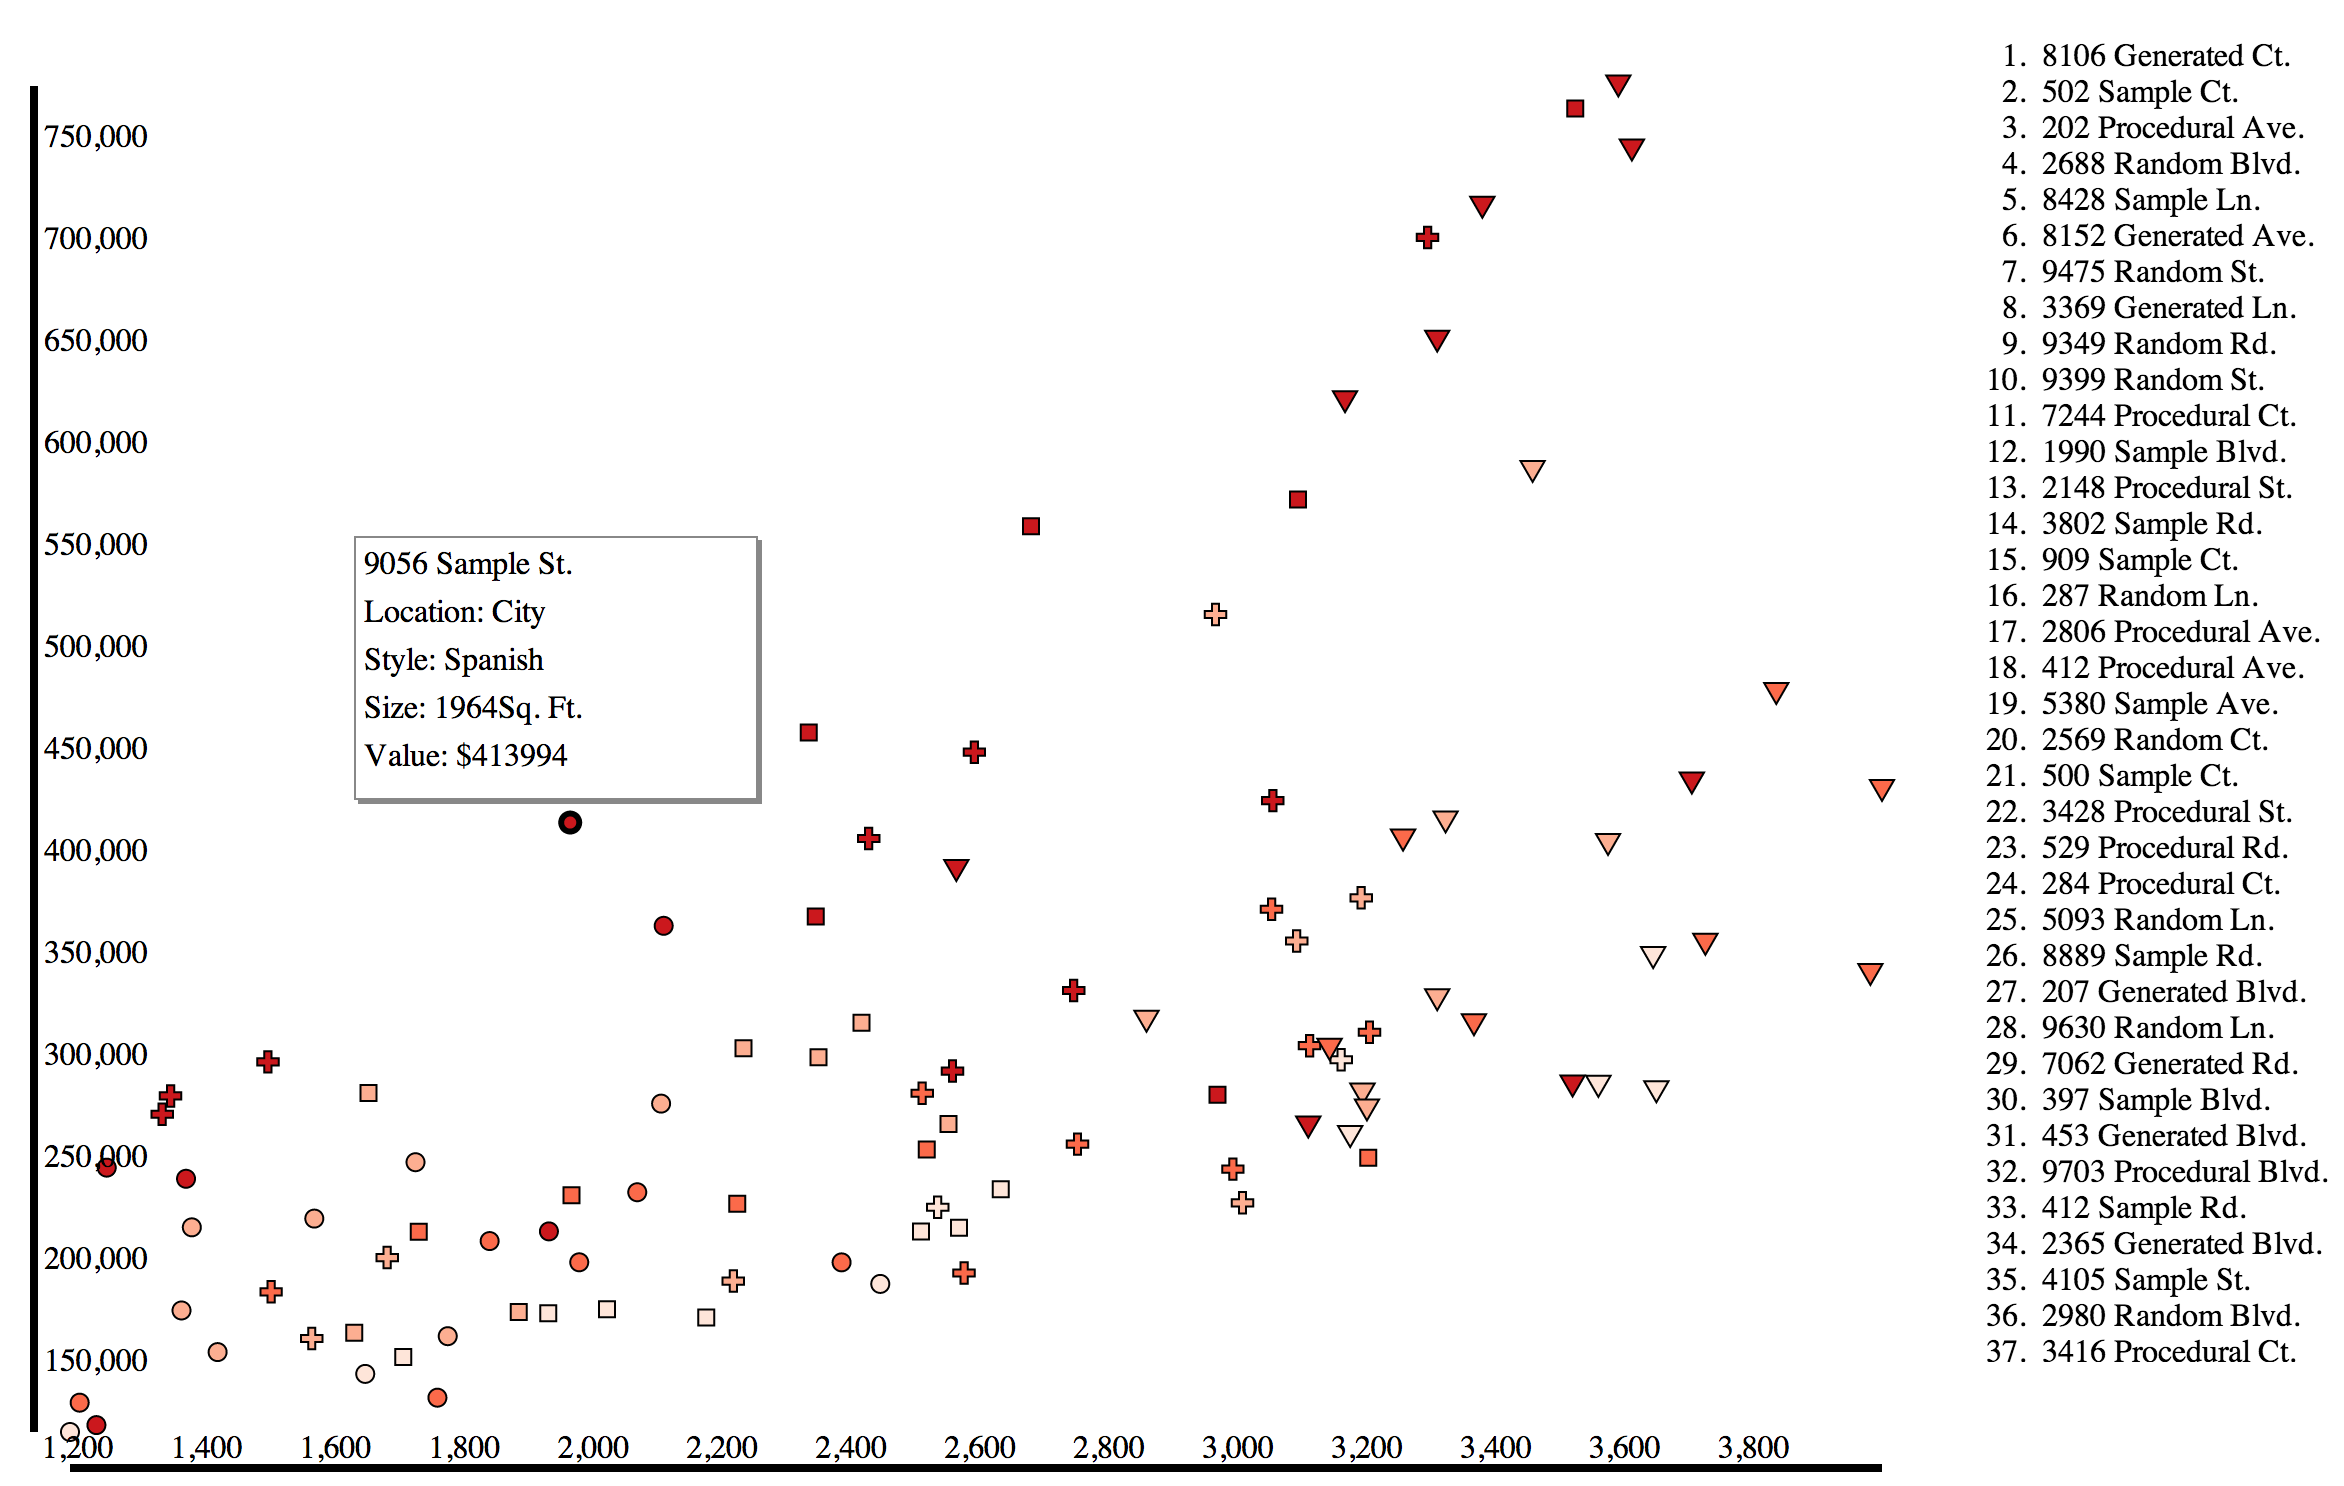 750,000
700,000
650,000
600,000
550,000
500,000
450,000
400,000
350,000
300,000
250,000
200,000
150,000
9056 Sample St.
Location: City
Style: Spanish
Size: 1964Sq. Ft.
Value: $413994
1,200 1,400 1,600 1,800 2,000 2,200 2,400 2,600 2,800 3,000 3,200 3,400 3,600 3,800
1. 8106 Generated Ct.
2. 502 Sample Ct.
3. 202 Procedural Ave.
4. 2688 Random Blvd.
5. 8428 Sample Ln.
6. 8152 Generated Ave.
7. 9475 Random St.
8. 3369 Generated Ln.
9. 9349 Random Rd.
10. 9399 Random St.
11. 7244 Procedural Ct.
12. 1990 Sample Blvd.
13. 2148 Procedural St.
14. 3802 Sample Rd.
15. 909 Sample Ct.
16. 287 Random Ln.
17. 2806 Procedural Ave.
18. 412 Procedural Ave.
19. 5380 Sample Ave.
20. 2569 Random Ct.
21. 500 Sample Ct.
22. 3428 Procedural St.
23. 529 Procedural Rd.
24. 284 Procedural Ct.
25. 5093 Random Ln.
26. 8889 Sample Rd.
27. 207 Generated Blvd.
28. 9630 Random Ln.
29. 7062 Generated Rd.
30. 397 Sample Blvd.
31. 453 Generated Blvd.
32. 9703 Procedural Blvd.
33. 412 Sample Rd.
34. 2365 Generated Blvd.
35. 4105 Sample St.
36. 2980 Random Blvd.
37. 3416 Procedural Ct.